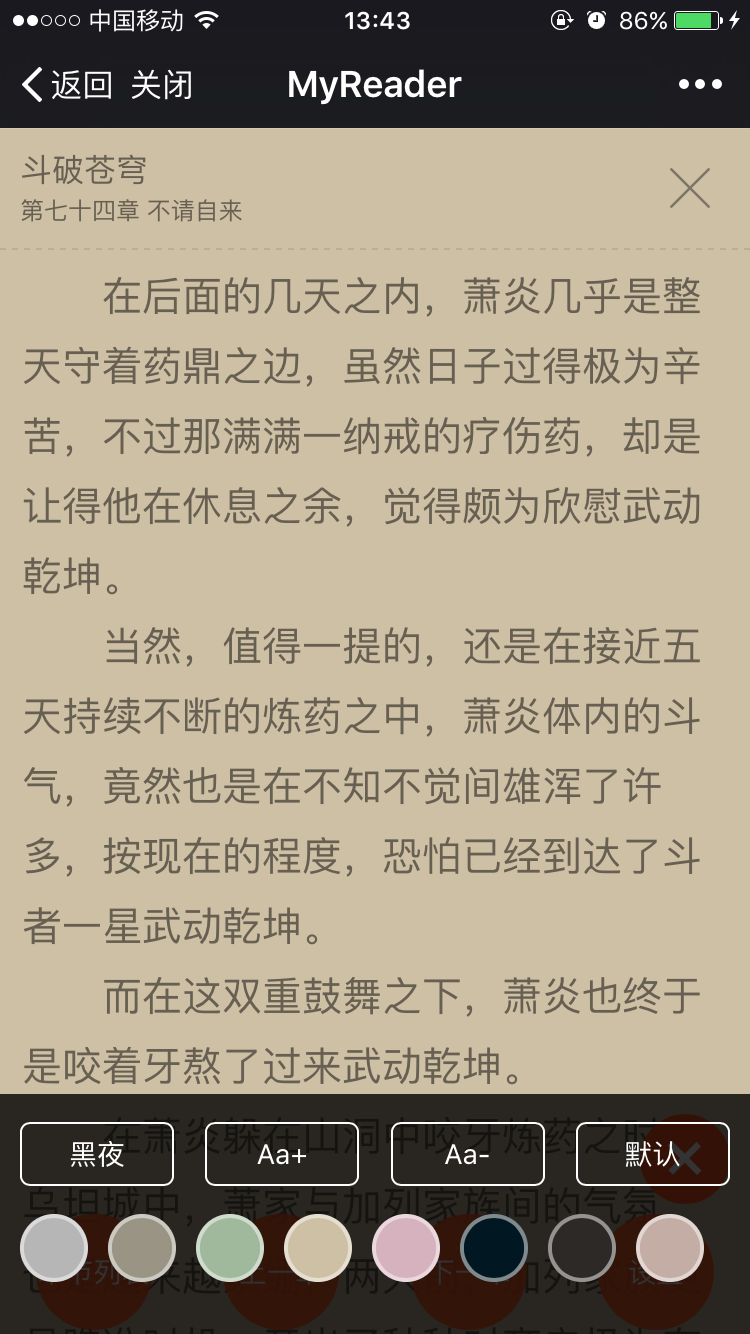 中国移动 13:43 86%
返回 关闭 MyReader
斗破苍穹
第七十四章 不请自来
在后面的几天之内，萧炎几乎是整
天守着药鼎之边，虽然日子过得极为辛
苦，不过那满满一纳戒的疗伤药，却是
让得他在休息之余，觉得颇为欣慰武动
乾坤。
当然，值得一提的，还是在接近五
天持续不断的炼药之中，萧炎体内的斗
气，竟然也是在不知不觉间雄浑了许
多，按现在的程度，恐怕已经到达了斗
者一星武动乾坤。
而在这双重鼓舞之下，萧炎也终于
是咬着牙熬了过来武动乾坤。
在萧炎躲在山洞中咬牙炼药之时
黑夜 Aa+ Aa- 默认
乌坦城中，萧家与加列家族间的气氛
来越 两 加列